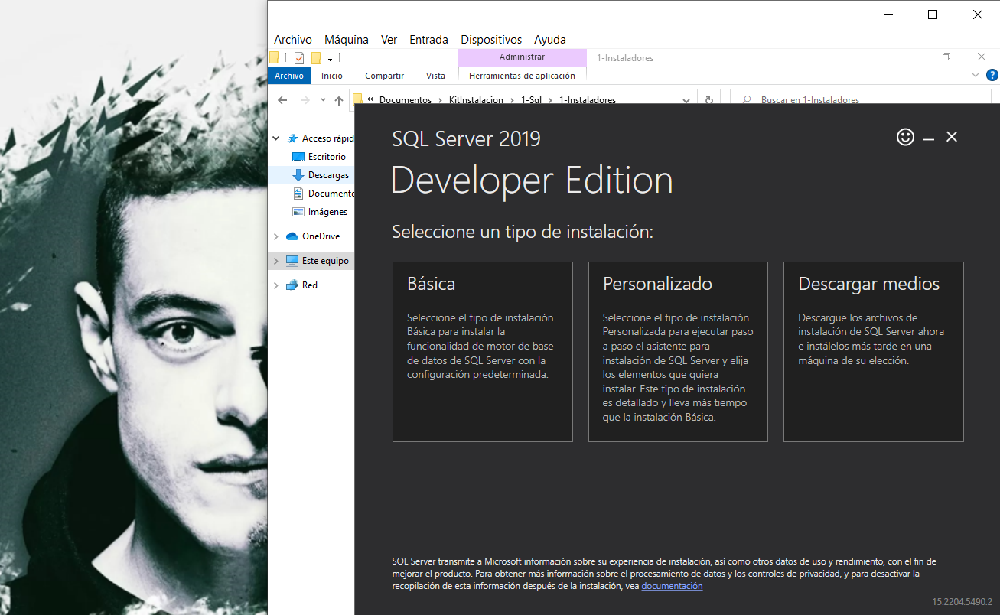 Archivo Máquina Ver Entrada Dispositivos Ayuda
Administrar 1-Instaladores
Archivo Inicio Compartir Vista Herramientas de aplicación
« Documentos › KitInstalacion › 1-Sql › 1-Instaladores Buscar en 1-Instaladores
Acceso rápid
Escritorio
Descargas
Documento
Imágenes
OneDrive
Este equipo
Red
SQL Server 2019
Developer Edition
Seleccione un tipo de instalación:
Básica
Seleccione el tipo de instalación
Básica para instalar la
funcionalidad de motor de base
de datos de SQL Server con la
configuración predeterminada.
Personalizado
Seleccione el tipo de instalación
Personalizada para ejecutar paso
a paso el asistente para
instalación de SQL Server y elija
los elementos que quiera
instalar. Este tipo de instalación
es detallado y lleva más tiempo
que la instalación Básica.
Descargar medios
Descargue los archivos de
instalación de SQL Server ahora
e instálelos más tarde en una
máquina de su elección.
SQL Server transmite a Microsoft información sobre su experiencia de instalación, así como otros datos de uso y rendimiento, con el fin de
mejorar el producto. Para obtener más información sobre el procesamiento de datos y los controles de privacidad, y para desactivar la
recopilación de esta información después de la instalación, vea documentación
15.2204.5490.2